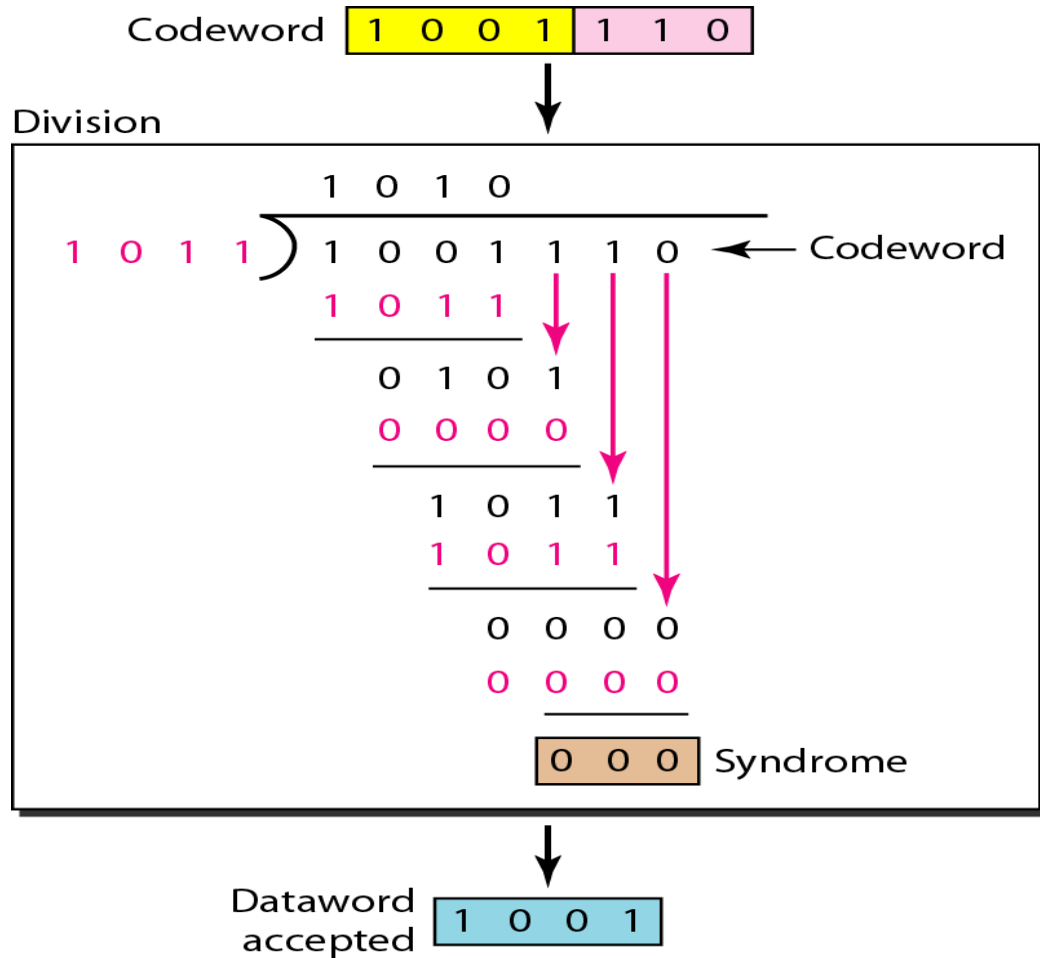 Codeword 1 0 0 1 1 1 0
Division
1 0 1 0
1 0 1 1 1 0 0 1 1 1 0 Codeword
1 0 1 1
0 1 0 1
0 0 0 0
1 0 1 1
1 0 1 1
0 0 0 0
0 0 0 0
0 0 0 Syndrome
Dataword
accepted 1 0 0 1